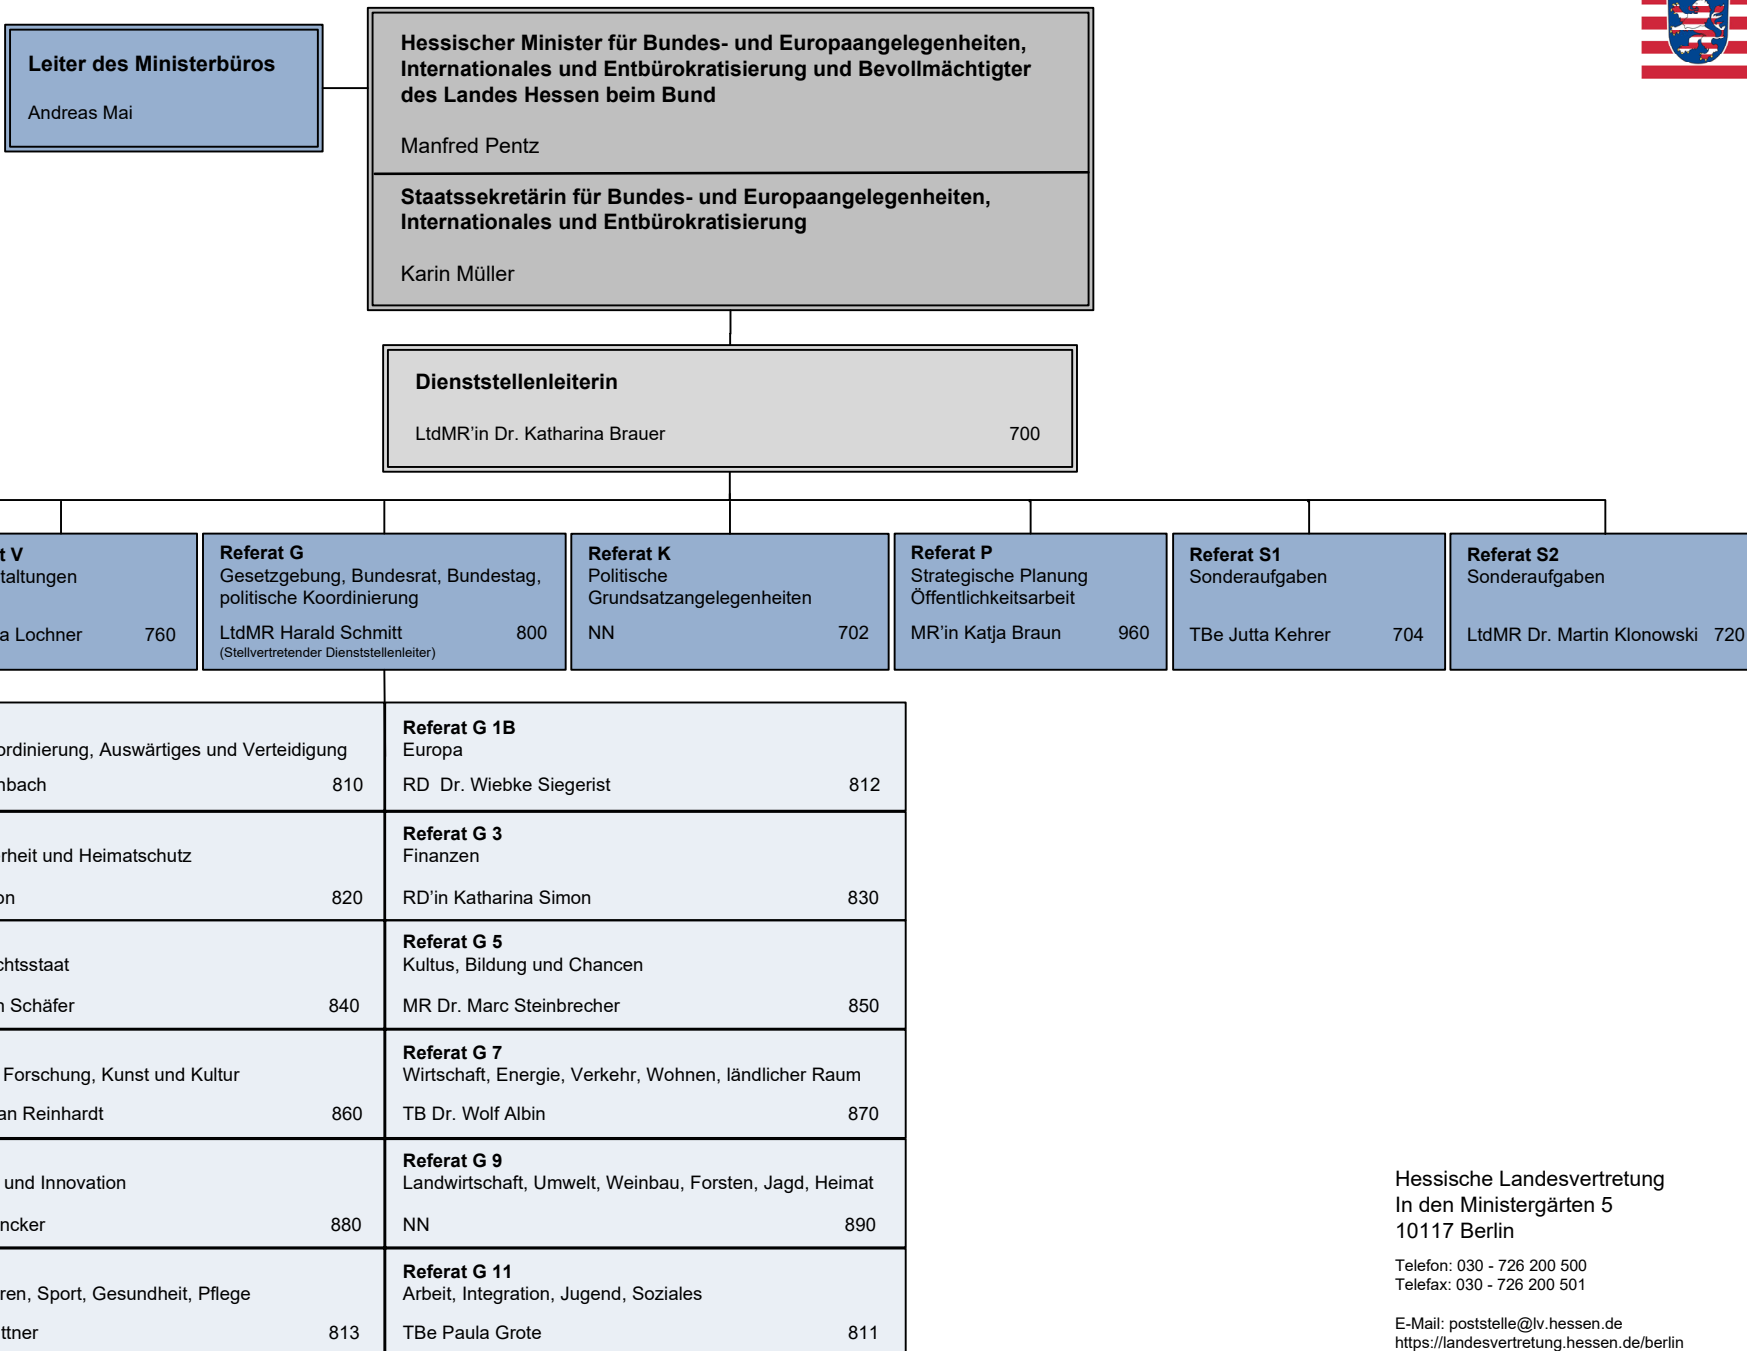 Leiter des Ministerbüros
Andreas Mai
Hessischer Minister für Bundes- und Europaangelegenheiten,
Internationales und Entbürokratisierung und Bevollmächtigter
des Landes Hessen beim Bund
Manfred Pentz
Staatssekretärin für Bundes- und Europaangelegenheiten,
Internationales und Entbürokratisierung
Karin Müller
Dienststellenleiterin
LtdMR'in Dr. Katharina Brauer 700
t V
taltungen
a Lochner 760
Referat G
Gesetzgebung, Bundesrat, Bundestag,
politische Koordinierung
LtdMR Harald Schmitt 800
(Stellvertretender Dienststellenleiter)
Referat K
Politische
Grundsatzangelegenheiten
NN 702
Referat P
Strategische Planung
Öffentlichkeitsarbeit
MR'in Katja Braun 960
Referat S1
Sonderaufgaben
TBe Jutta Kehrer 704
Referat S2
Sonderaufgaben
LtdMR Dr. Martin Klonowski 720
ordinierung, Auswärtiges und Verteidigung
nbach 810
Referat G 1B
Europa
RD Dr. Wiebke Siegerist 812
rheit und Heimatschutz
on 820
Referat G 3
Finanzen
RD'in Katharina Simon 830
chtsstaat
n Schäfer 840
Referat G 5
Kultus, Bildung und Chancen
MR Dr. Marc Steinbrecher 850
Forschung, Kunst und Kultur
an Reinhardt 860
Referat G 7
Wirtschaft, Energie, Verkehr, Wohnen, ländlicher Raum
TB Dr. Wolf Albin 870
und Innovation
ncker 880
Referat G 9
Landwirtschaft, Umwelt, Weinbau, Forsten, Jagd, Heimat
NN 890
ren, Sport, Gesundheit, Pflege
ttner 813
Referat G 11
Arbeit, Integration, Jugend, Soziales
TBe Paula Grote 811
Hessische Landesvertretung
In den Ministergärten 5
10117 Berlin
Telefon: 030 - 726 200 500
Telefax: 030 - 726 200 501
E-Mail: poststelle@lv.hessen.de
https://landesvertretung.hessen.de/berlin